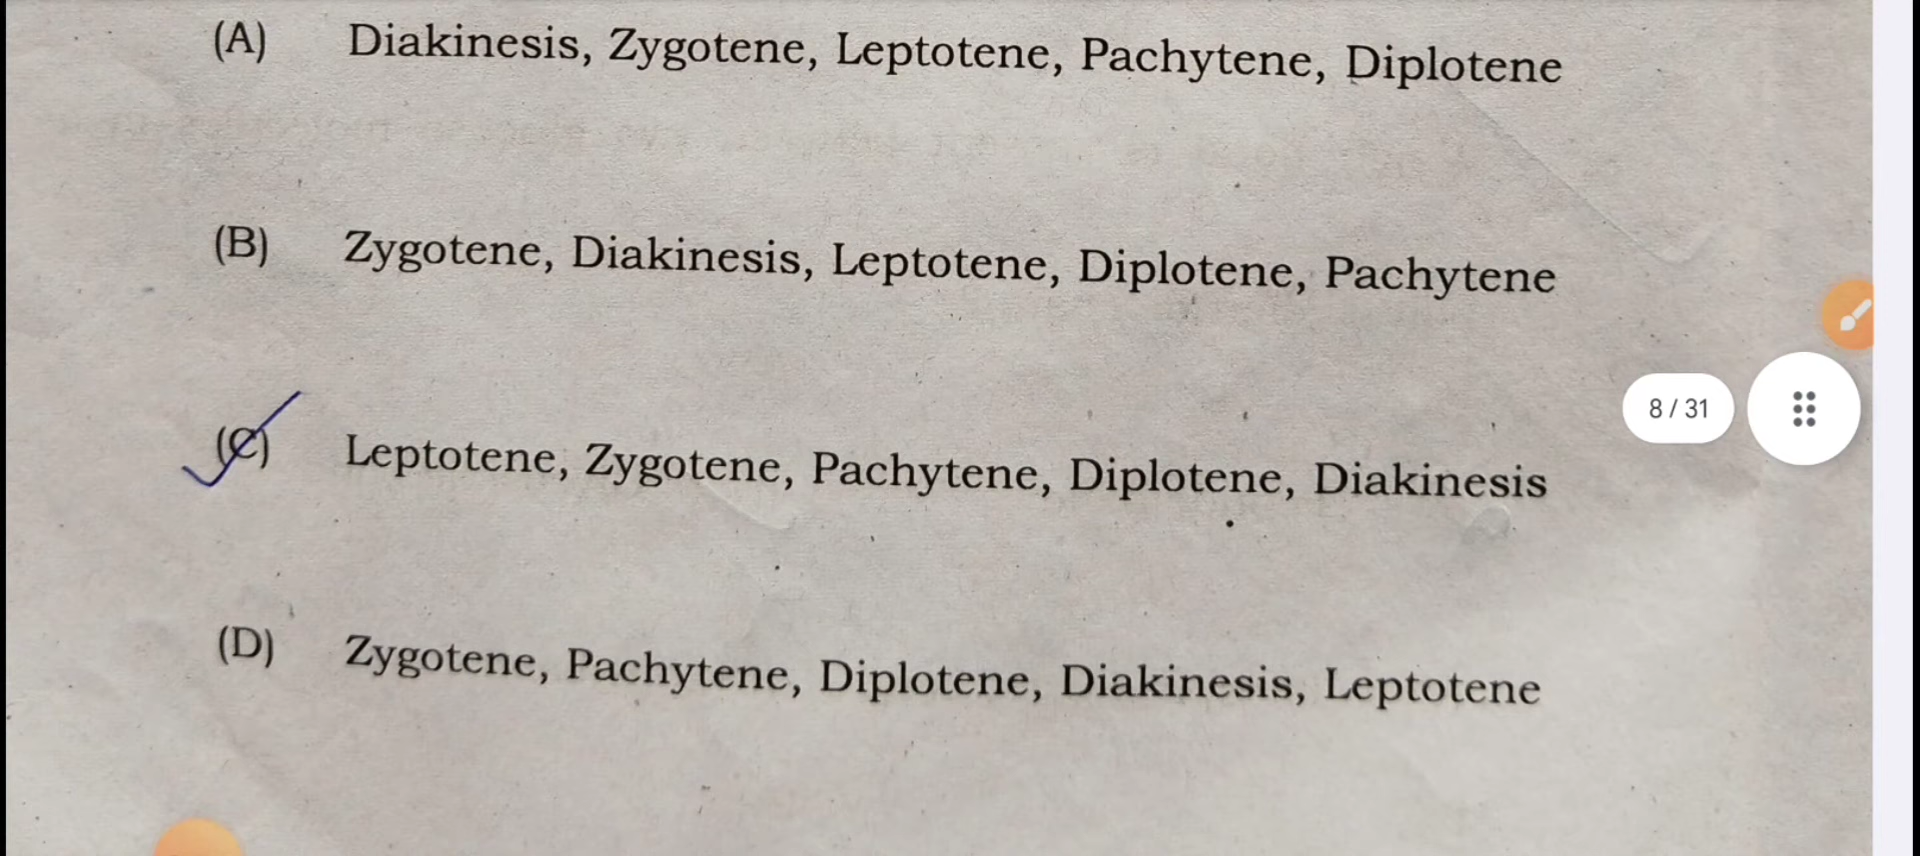 (A) Diakinesis, Zygotene, Leptotene, Pachytene, Diplotene
(B) Zygotene, Diakinesis, Leptotene, Diplotene, Pachytene
(C) Leptotene, Zygotene, Pachytene, Diplotene, Diakinesis
8 / 31
(D) Zygotene, Pachytene, Diplotene, Diakinesis, Leptotene